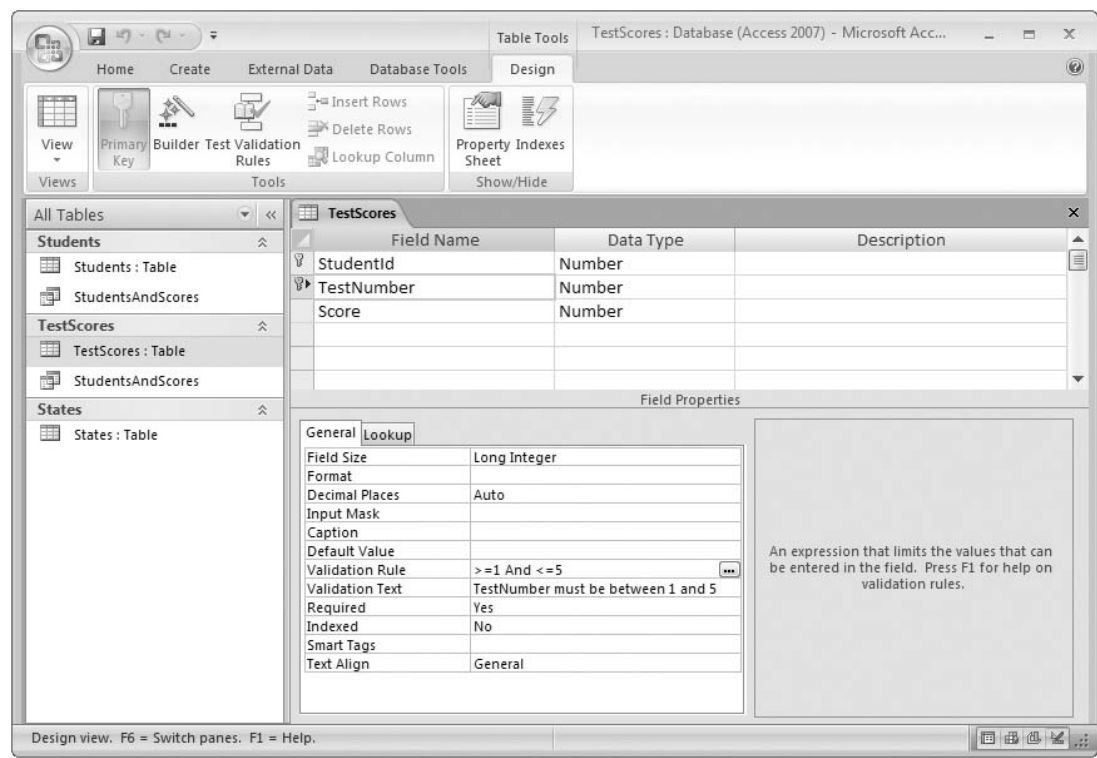 Table Tools
TestScores : Database (Access 2007) - Microsoft Acc...
Home Create External Data Database Tools Design
View
Primary Key
Builder
Test Validation Rules
Insert Rows
Delete Rows
Lookup Column
Property Sheet
Indexes
Views Tools Show/Hide
All Tables
Students
Students : Table
StudentsAndScores
TestScores
TestScores : Table
StudentsAndScores
States
States : Table
TestScores
Field Name Data Type Description
StudentId Number
TestNumber Number
Score Number
Field Properties
General Lookup
Field Size Long Integer
Format
Decimal Places Auto
Input Mask
Caption
Default Value
Validation Rule >=1 And <=5
Validation Text TestNumber must be between 1 and 5
Required Yes
Indexed No
Smart Tags
Text Align General
An expression that limits the values that can
be entered in the field. Press F1 for help on
validation rules.
Design view. F6 = Switch panes. F1 = Help.